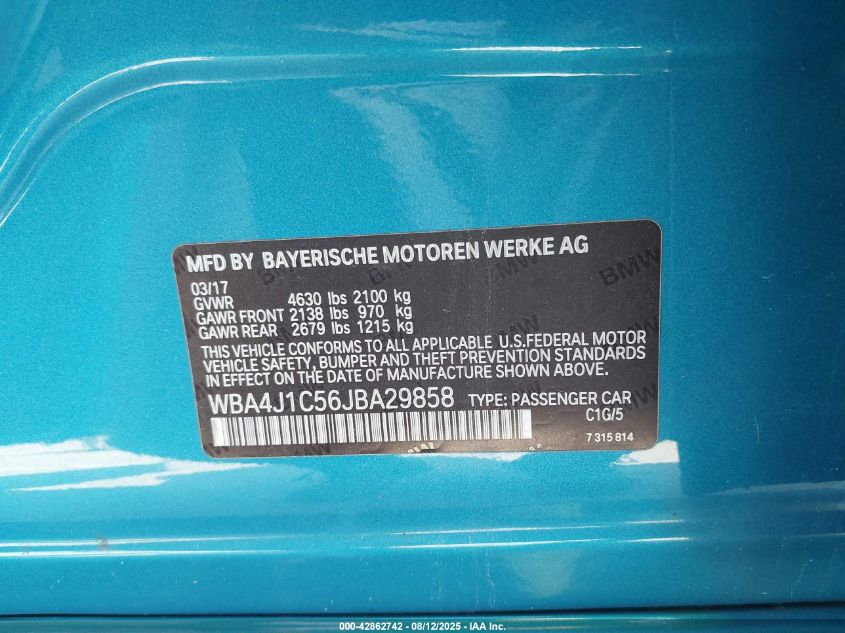 MFD BY BAYERISCHE MOTOREN WERKE AG
03/17
GVWR 4630 lbs 2100 kg
GAWR FRONT 2138 lbs 970 kg
GAWR REAR 2679 lbs 1215 kg
THIS VEHICLE CONFORMS TO ALL APPLICABLE U.S.FEDERAL MOTOR
VEHICLE SAFETY, BUMPER AND THEFT PREVENTION STANDARDS
IN EFFECT ON THE DATE OF MANUFACTURE SHOWN ABOVE.
WBA4J1C56JBA29858 TYPE: PASSENGER CAR
C1G/5
7 315 814
BMW
000-42862742 - 08/12/2025 - IAA Inc.